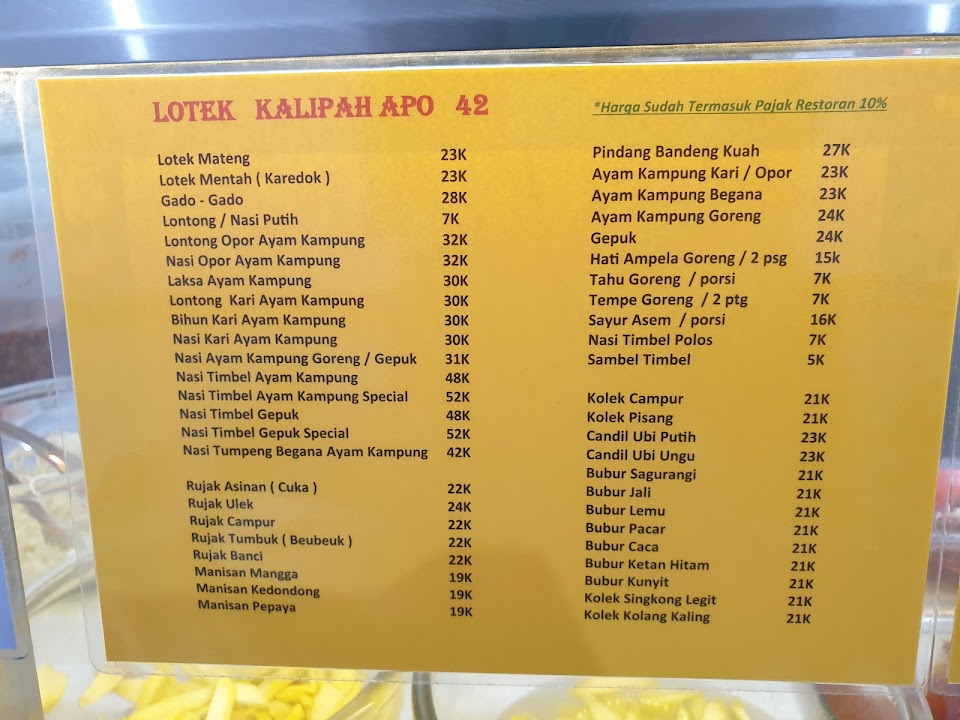 LOTEK KALIPAH APO 42
*Harga Sudah Termasuk Pajak Restoran 10%
Lotek Mateng 23K
Lotek Mentah ( Karedok ) 23K
Gado - Gado 28K
Lontong / Nasi Putih 7K
Lontong Opor Ayam Kampung 32K
Nasi Opor Ayam Kampung 32K
Laksa Ayam Kampung 30K
Lontong Kari Ayam Kampung 30K
Bihun Kari Ayam Kampung 30K
Nasi Kari Ayam Kampung 30K
Nasi Ayam Kampung Goreng / Gepuk 31K
Nasi Timbel Ayam Kampung 48K
Nasi Timbel Ayam Kampung Special 52K
Nasi Timbel Gepuk 48K
Nasi Timbel Gepuk Special 52K
Nasi Tumpeng Begana Ayam Kampung 42K
Rujak Asinan ( Cuka ) 22K
Rujak Ulek 24K
Rujak Campur 22K
Rujak Tumbuk ( Beubeuk ) 22K
Rujak Banci 22K
Manisan Mangga 19K
Manisan Kedondong 19K
Manisan Pepaya 19K
Pindang Bandeng Kuah 27K
Ayam Kampung Kari / Opor 23K
Ayam Kampung Begana 23K
Ayam Kampung Goreng 24K
Gepuk 24K
Hati Ampela Goreng / 2 psg 15k
Tahu Goreng / porsi 7K
Tempe Goreng / 2 ptg 7K
Sayur Asem / porsi 16K
Nasi Timbel Polos 7K
Sambel Timbel 5K
Kolek Campur 21K
Kolek Pisang 21K
Candil Ubi Putih 23K
Candil Ubi Ungu 23K
Bubur Sagurangi 21K
Bubur Jali 21K
Bubur Lemu 21K
Bubur Pacar 21K
Bubur Caca 21K
Bubur Ketan Hitam 21K
Bubur Kunyit 21K
Kolek Singkong Legit 21K
Kolek Kolang Kaling 21K